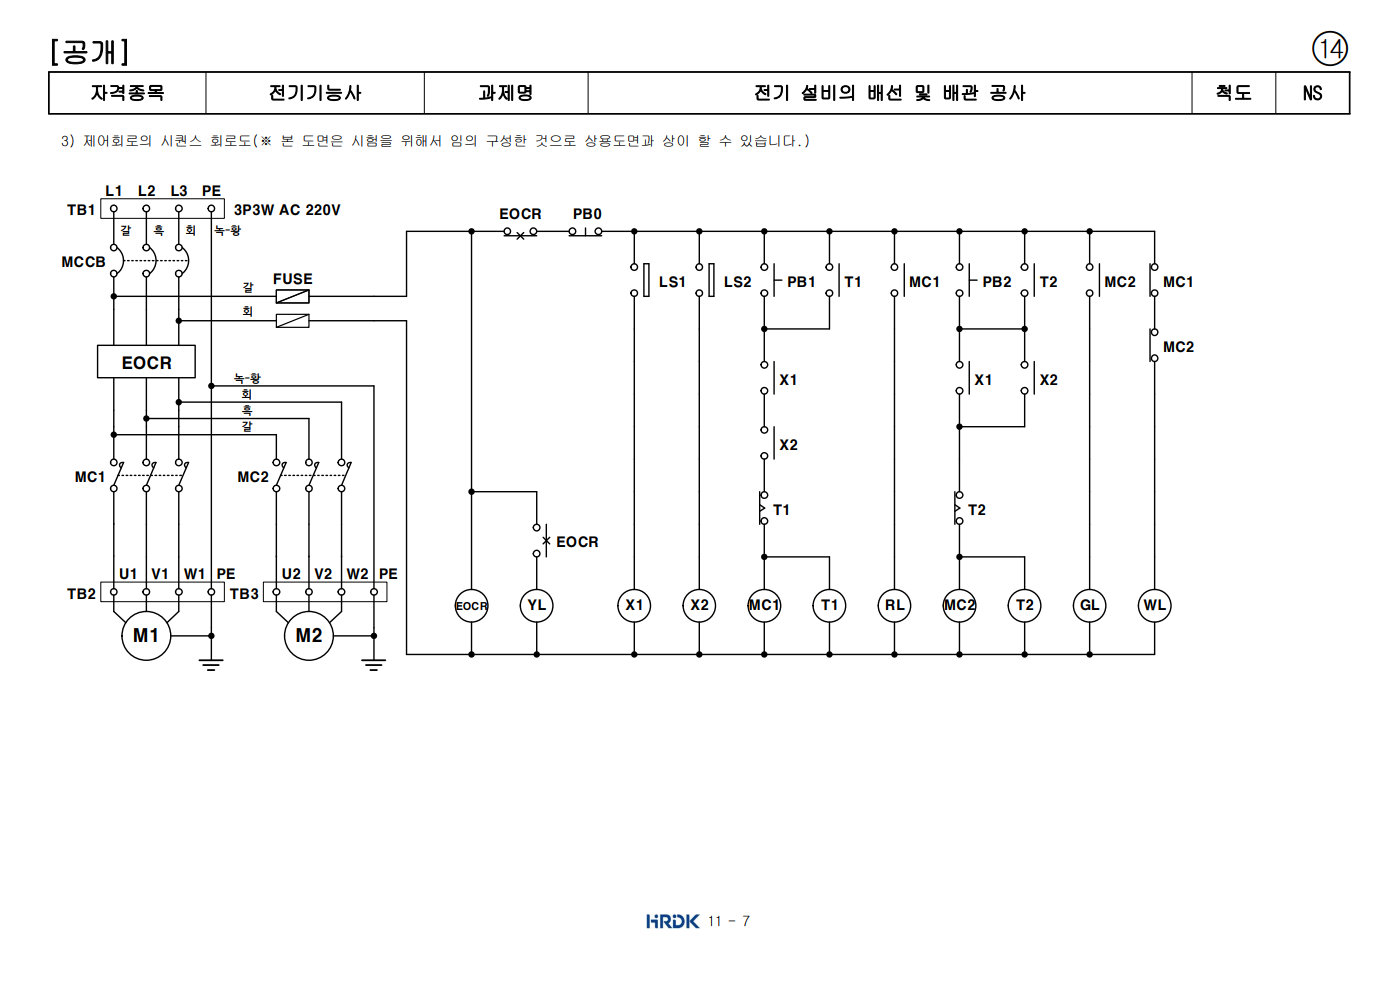 [공개]
⑭
자격종목 전기기능사 과제명 전기 설비의 배선 및 배관 공사 척도 NS
3) 제어회로의 시퀀스 회로도(※ 본 도면은 시험을 위해서 임의 구성한 것으로 상용도면과 상이 할 수 있습니다.)
L1 L2 L3 PE
TB1 3P3W AC 220V
갈 흑 회 녹-황
MCCB
FUSE
갈
회
EOCR
녹-황
회
흑
갈
MC1 MC2
U1 V1 W1 PE U2 V2 W2 PE
TB2 TB3
M1 M2
EOCR PB0
LS1 LS2 PB1 T1 MC1 PB2 T2 MC2 MC1
MC2
X1 X1 X2
X2
T1 T2
EOCR
EOCR YL X1 X2 MC1 T1 RL MC2 T2 GL WL
HRDK 11 - 7